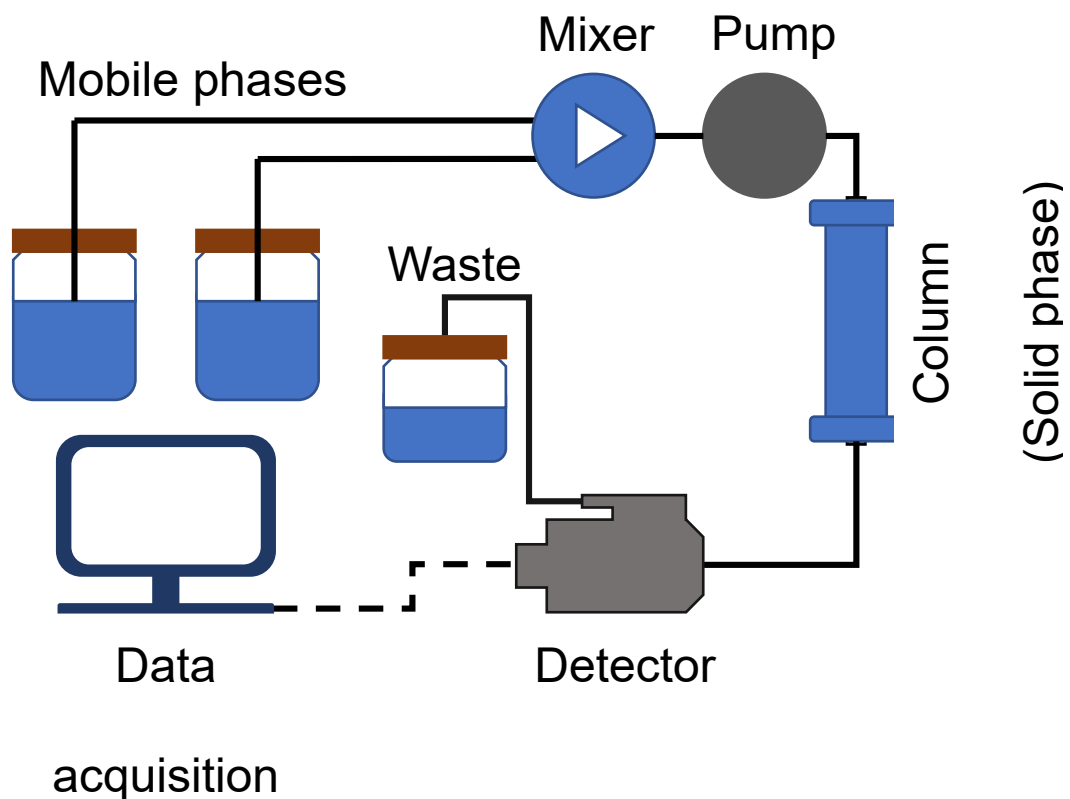 Mixer
Pump
Mobile phases
Waste
Column
(Solid phase)
Data
acquisition
Detector